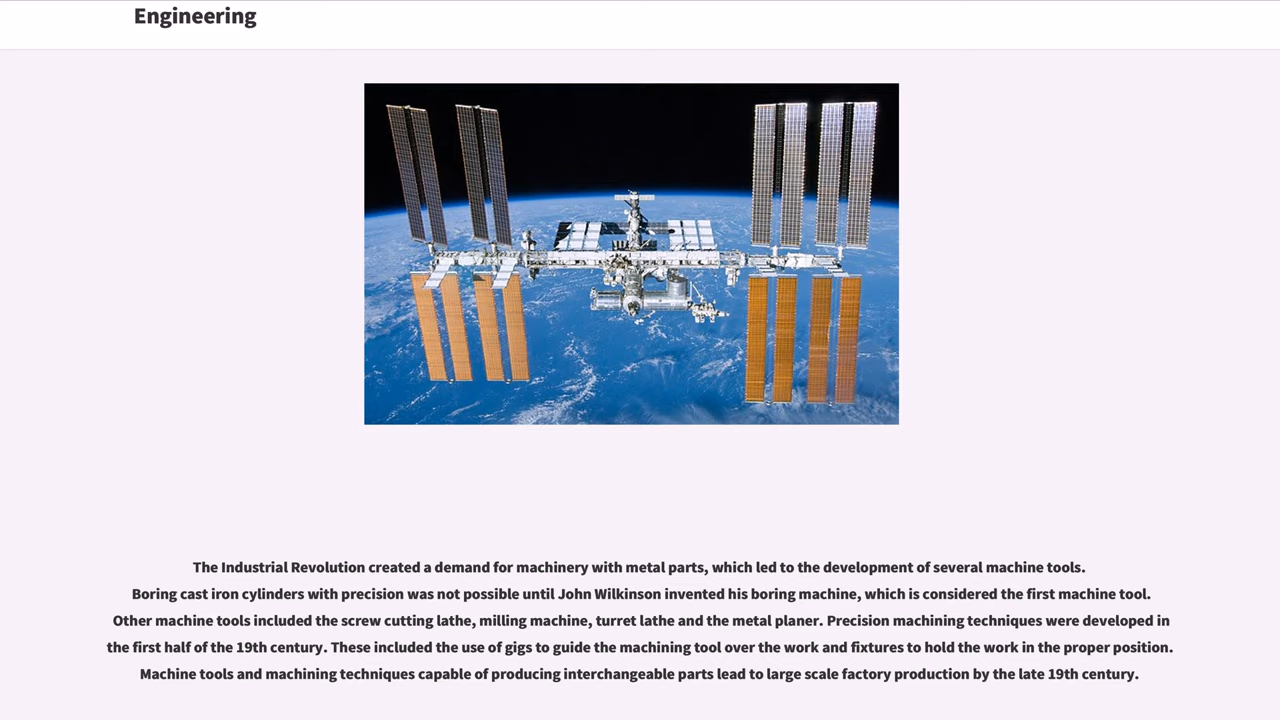 Engineering
The Industrial Revolution created a demand for machinery with metal parts, which led to the development of several machine tools.
Boring cast iron cylinders with precision was not possible until John Wilkinson invented his boring machine, which is considered the first machine tool.
Other machine tools included the screw cutting lathe, milling machine, turret lathe and the metal planer. Precision machining techniques were developed in
the first half of the 19th century. These included the use of gigs to guide the machining tool over the work and fixtures to hold the work in the proper position.
Machine tools and machining techniques capable of producing interchangeable parts lead to large scale factory production by the late 19th century.